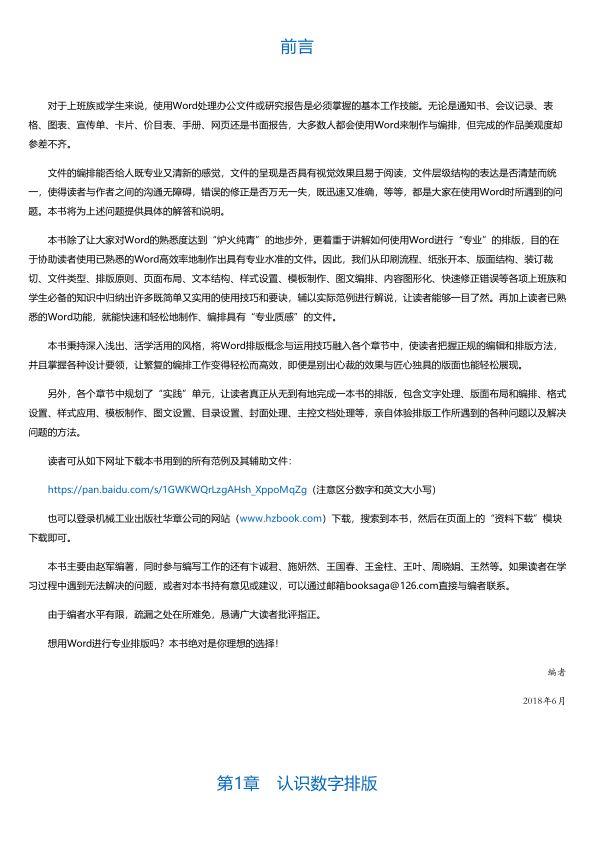 前言
对于上班族或学生来说，使用Word处理办公文件或研究报告是必须掌握的基本工作技能。无论是通知书、会议记录、表
格、图表、宣传单、卡片、价目表、手册、网页还是书面报告，大多数人都会使用Word来制作与编排，但完成的作品美观度却
参差不齐。
文件的编排能否给人既专业又清新的感觉，文件的呈现是否具有视觉效果且易于阅读，文件层级结构的表达是否清楚而统
一，使得读者与作者之间的沟通无障碍，错误的修正是否万无一失，既迅速又准确，等等，都是大家在使用Word时所遇到的问
题。本书将为上述问题提供具体的解答和说明。
本书除了让大家对Word的熟悉度达到“炉火纯青”的地步外，更着重于讲解如何使用Word进行“专业”的排版，目的在
于协助读者使用已熟悉的Word高效率地制作出具有专业水准的文件。因此，我们从印刷流程、纸张开本、版面结构、装订裁
切、文件类型、排版原则、页面布局、文本结构、样式设置、模板制作、图文编排、内容图形化、快速修正错误等各项上班族和
学生必备的知识中归纳出许多既简单又实用的使用技巧和要诀，辅以实际范例进行解说，让读者能够一目了然。再加上读者已熟
悉的Word功能，就能快速和轻松地制作、编排具有“专业质感”的文件。
本书秉持深入浅出、活学活用的风格，将Word排版概念与运用技巧融入各个章节中，使读者把握正规的编辑和排版方法，
并且掌握各种设计要领，让繁复的编排工作变得轻松而高效，即便是别出心裁的效果与匠心独具的版面也能轻松展现。
另外，各个章节中规划了“实践”单元，让读者真正从无到有地完成一本书的排版，包含文字处理、版面布局和编排、格式
设置、样式应用、模板制作、图文设置、目录设置、封面处理、主控文档处理等，亲自体验排版工作所遇到的各种问题以及解决
问题的方法。
读者可从如下网址下载本书用到的所有范例及其辅助文件：
https://pan.baidu.com/s/1GWKWQrLzgAHsh_XppoMqZg（注意区分数字和英文大小写）
也可以登录机械工业出版社华章公司的网站（www.hzbook.com）下载，搜索到本书，然后在页面上的“资料下载”模块
下载即可。
本书主要由赵军编著，同时参与编写工作的还有卞诚君、施妍然、王国春、王金柱、王叶、周晓娟、王然等。如果读者在学
习过程中遇到无法解决的问题，或者对本书持有意见或建议，可以通过邮箱booksaga@126.com直接与编者联系。
由于编者水平有限，疏漏之处在所难免，恳请广大读者批评指正。
想用Word进行专业排版吗？本书绝对是你理想的选择！
编者
2018年6月
第1章　认识数字排版